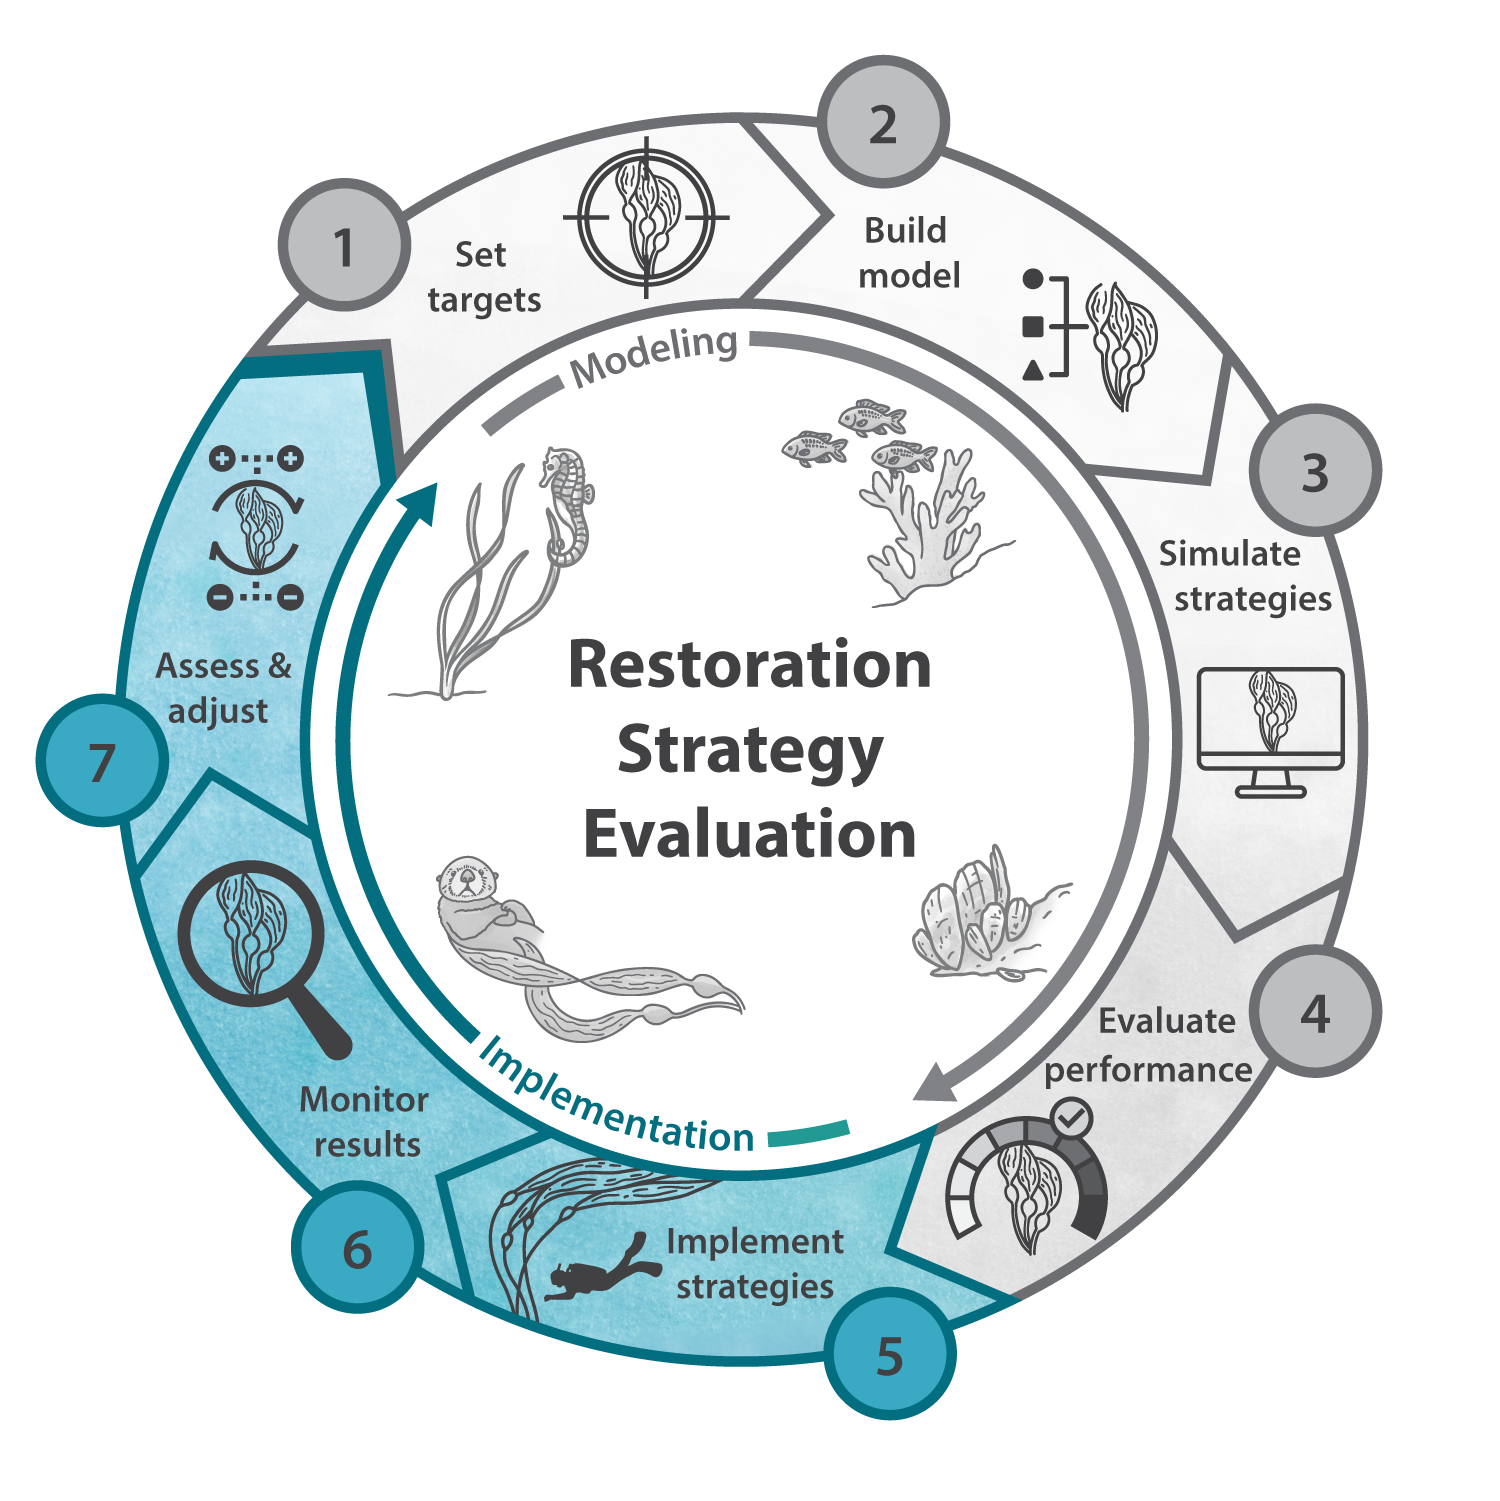 1
Set
targets
2
Build
model
3
Simulate
strategies
4
Evaluate
performance
5
Implement
strategies
6
Monitor
results
7
Assess &
adjust
Modeling
Implementation
Restoration
Strategy
Evaluation